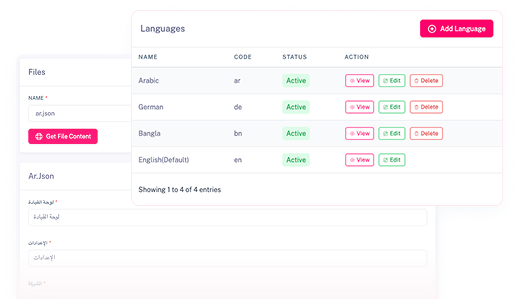 Languages
Add Language
NAME CODE STATUS ACTION
Arabic ar Active View Edit Delete
German de Active View Edit Delete
Bangla bn Active View Edit Delete
English(Default) en Active View Edit
Showing 1 to 4 of 4 entries
Files
NAME *
ar.json
Get File Content
Ar.Json
لوحة القيادة *
لوحة القيادة
الإعدادات *
الإعدادات